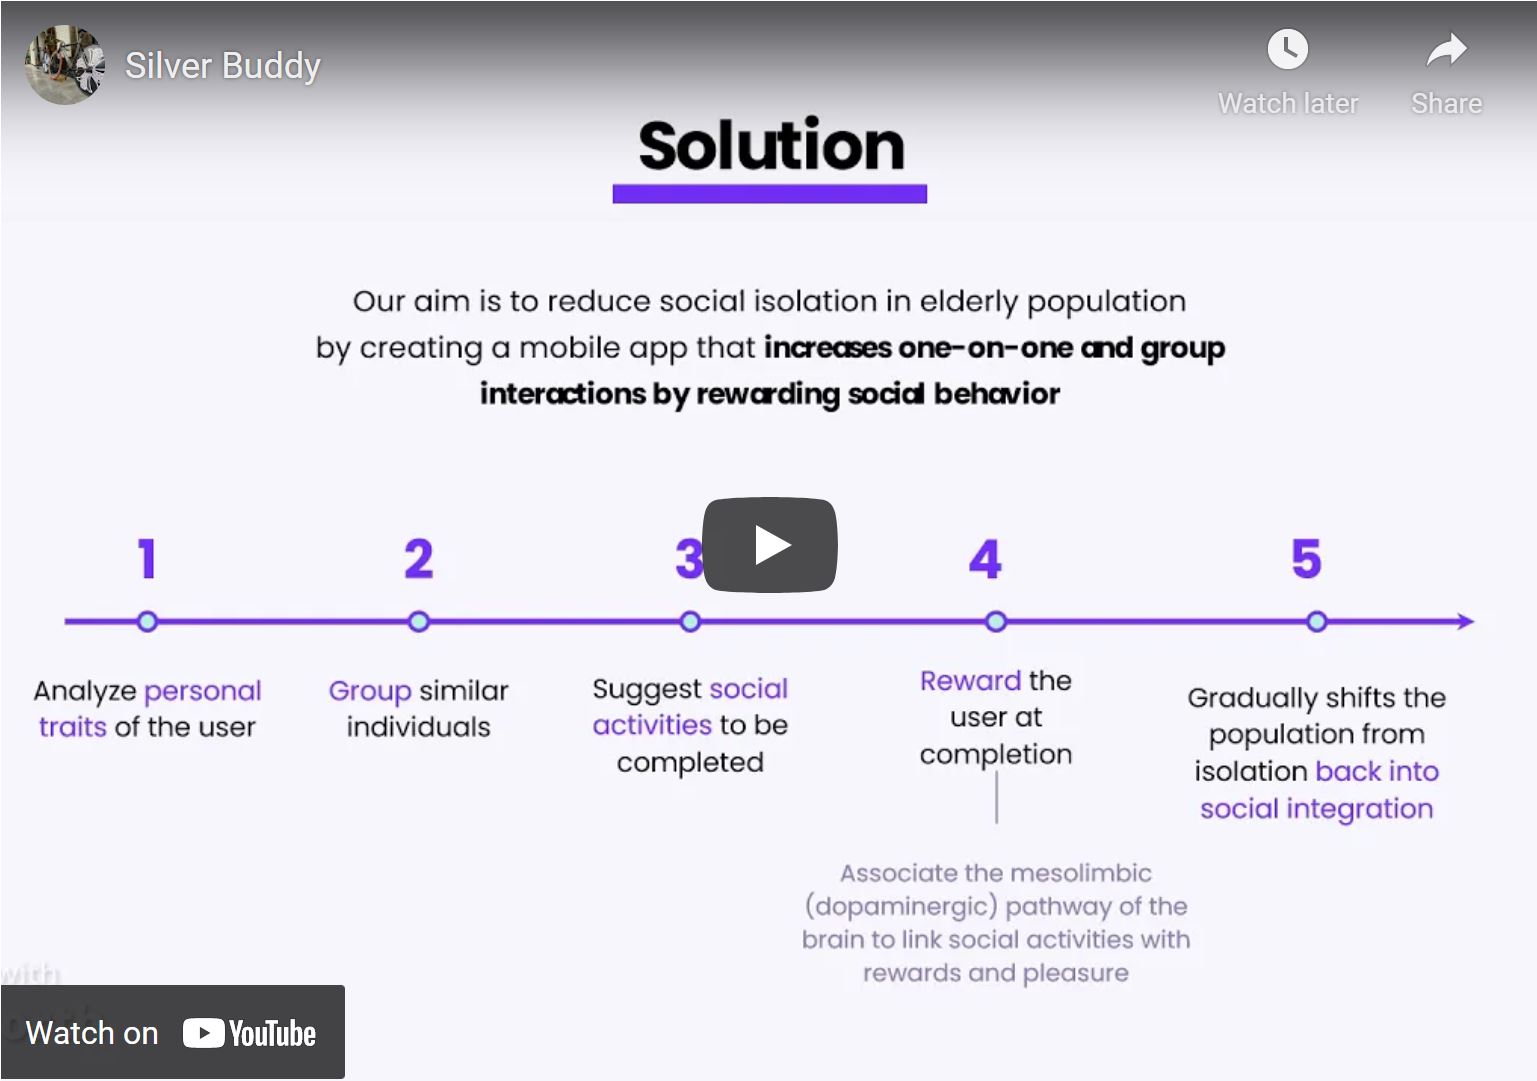 Silver Buddy
Watch later
Share
Solution
Our aim is to reduce social isolation in elderly population
by creating a mobile app that increases one-on-one and group
interactions by rewarding social behavior
1
2
3
4
5
Analyze personal
traits of the user
Group similar
individuals
Suggest social
activities to be
completed
Reward the
user at
completion
Gradually shifts the
population from
isolation back into
social integration
Associate the mesolimbic
(dopaminergic) pathway of the
brain to link social activities with
rewards and pleasure
with
Watch on YouTube